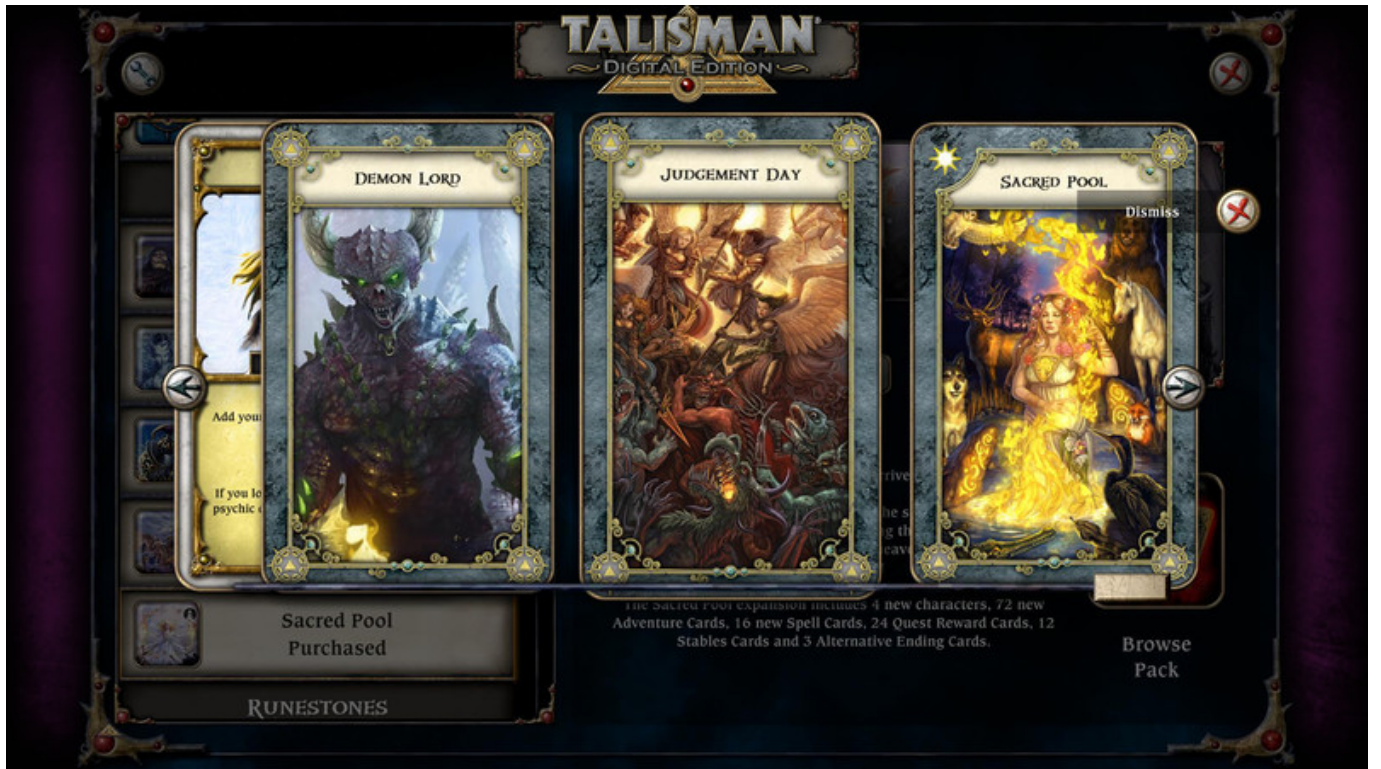 TALISMAN
DIGITAL EDITION
DEMON LORD
JUDGEMENT DAY
SACRED POOL
Dismiss
Add your
If you lo
psychic
The Sacred Pool expansion includes 4 new characters, 72 new
Adventure Cards, 16 new Spell Cards, 24 Quest Reward Cards, 12
Stables Cards and 3 Alternative Ending Cards.
Sacred Pool
Purchased
Browse
Pack
RUNESTONES